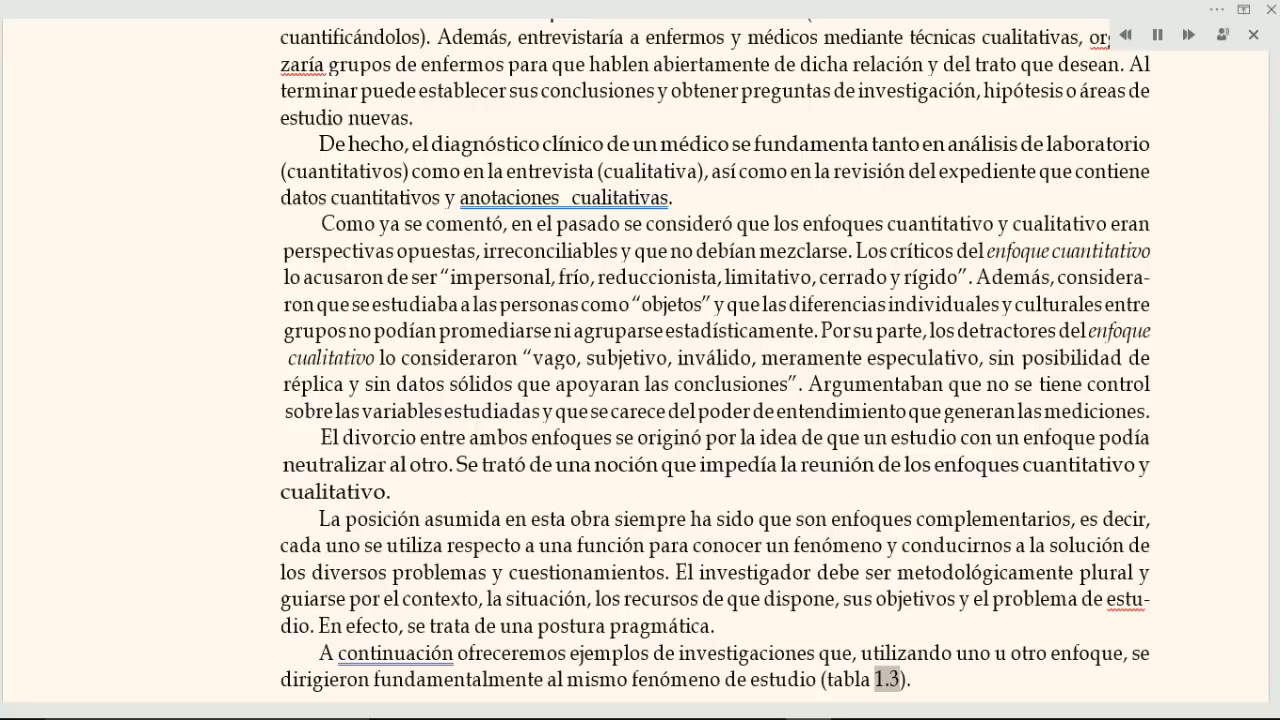 cuantificándolos). Además, entrevistaría a enfermos y médicos mediante técnicas cualitativas,
zaría grupos de enfermos para que hablen abiertamente de dicha relación y del trato que desean. Al
terminar puede establecer sus conclusiones y obtener preguntas de investigación, hipótesis o áreas de
estudio nuevas.
De hecho, el diagnóstico clínico de un médico se fundamenta tanto en análisis de laboratorio
(cuantitativos) como en la entrevista (cualitativa), así como en la revisión del expediente que contiene
datos cuantitativos y anotaciones cualitativas.
Como ya se comentó, en el pasado se consideró que los enfoques cuantitativo y cualitativo eran
perspectivas opuestas, irreconciliables y que no debían mezclarse. Los críticos del enfoque cuantitativo
lo acusaron de ser “impersonal, frío, reduccionista, limitativo, cerrado y rígido”. Además, considera-
ron que se estudiaba a las personas como “objetos” y que las diferencias individuales y culturales entre
grupos no podían promediarse ni agruparse estadísticamente. Por su parte, los detractores del enfoque
cualitativo lo consideraron “vago, subjetivo, inválido, meramente especulativo, sin posibilidad de
réplica y sin datos sólidos que apoyaran las conclusiones”. Argumentaban que no se tiene control
sobre las variables estudiadas y que se carece del poder de entendimiento que generan las mediciones.
El divorcio entre ambos enfoques se originó por la idea de que un estudio con un enfoque podía
neutralizar al otro. Se trató de una noción que impedía la reunión de los enfoques cuantitativo y
cualitativo.
La posición asumida en esta obra siempre ha sido que son enfoques complementarios, es decir,
cada uno se utiliza respecto a una función para conocer un fenómeno y conducirnos a la solución de
los diversos problemas y cuestionamientos. El investigador debe ser metodológicamente plural y
guiarse por el contexto, la situación, los recursos de que dispone, sus objetivos y el problema de estu-
dio. En efecto, se trata de una postura pragmática.
A continuación ofreceremos ejemplos de investigaciones que, utilizando uno u otro enfoque, se
dirigieron fundamentalmente al mismo fenómeno de estudio (tabla 1.3).